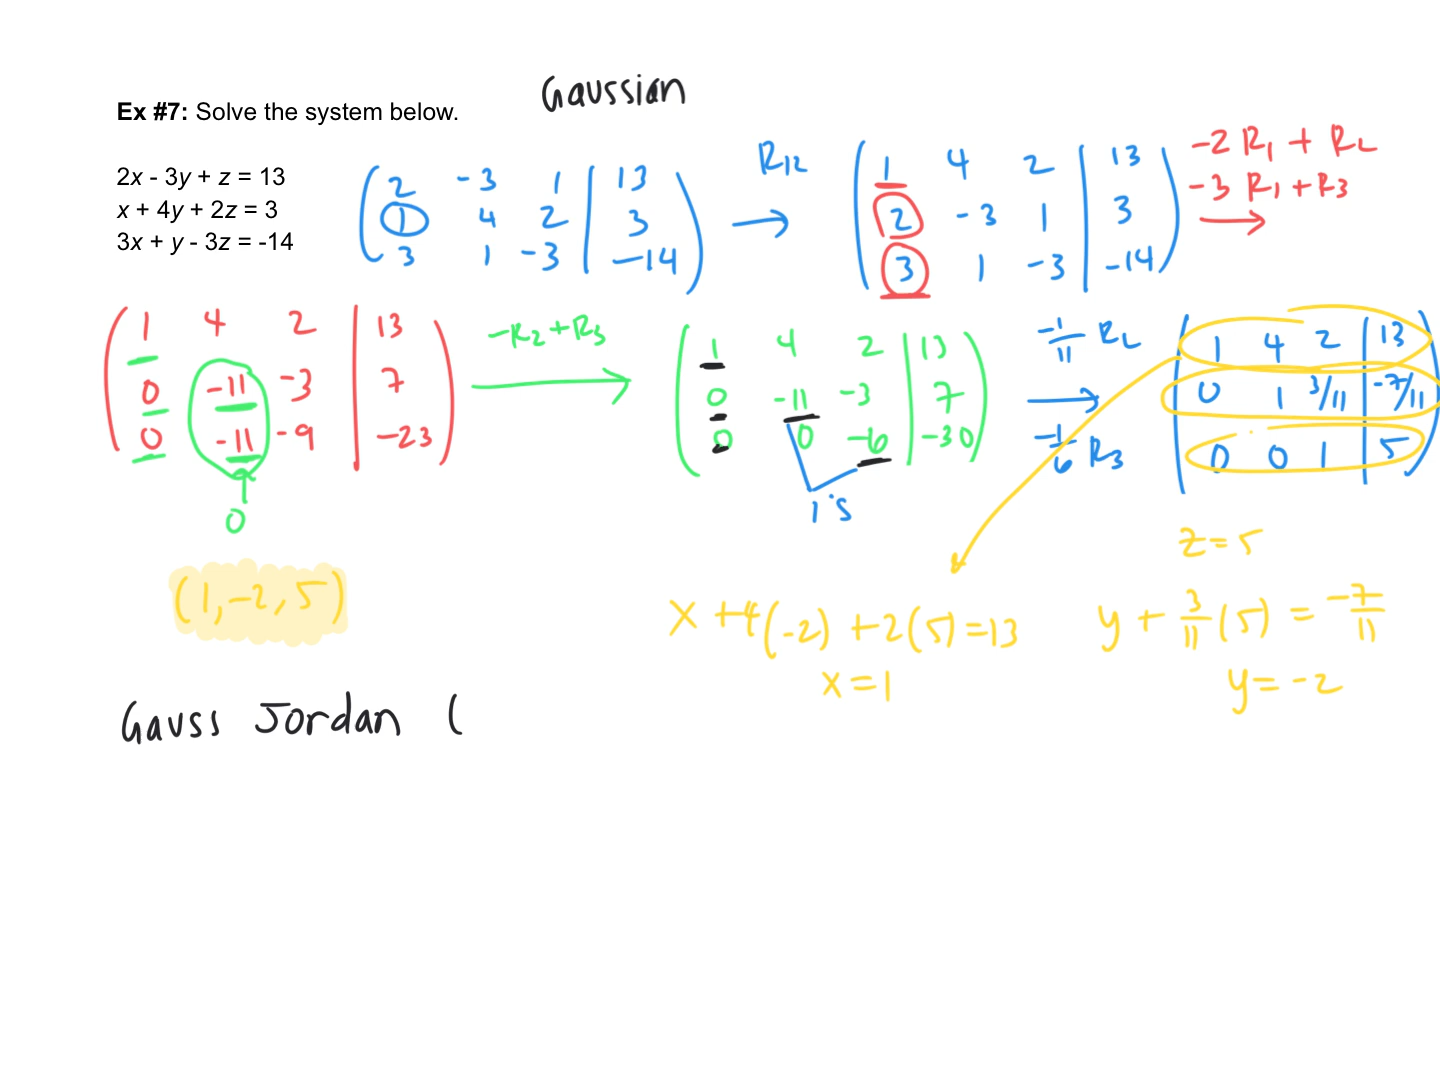 Gaussian
Ex #7: Solve the system below.
2x - 3y + z = 13
x + 4y + 2z = 3
3x + y - 3z = -14
2 -3 1 | 13
1 4 2 | 3
3 1 -3 | -14
R12 →
1 4 2 | 13
2 -3 1 | 3
3 1 -3 | -14
-2 R1 + R2
-3 R1 + R3
→
1 4 2 | 13
0 -11 -3 | 7
0 -11 -9 | -23
0
-R2 + R3
→
1 4 2 | 13
0 -11 -3 | 7
0 0 -6 | -30
1's
-1/11 R2
→
-1/6 R3
1 4 2 | 13
0 1 3/11 | -7/11
0 0 1 | 5
z = 5
(1, -2, 5)
x + 4(-2) + 2(5) = 13
x = 1
y + 3/11 (5) = -7/11
y = -2
Gauss Jordan (